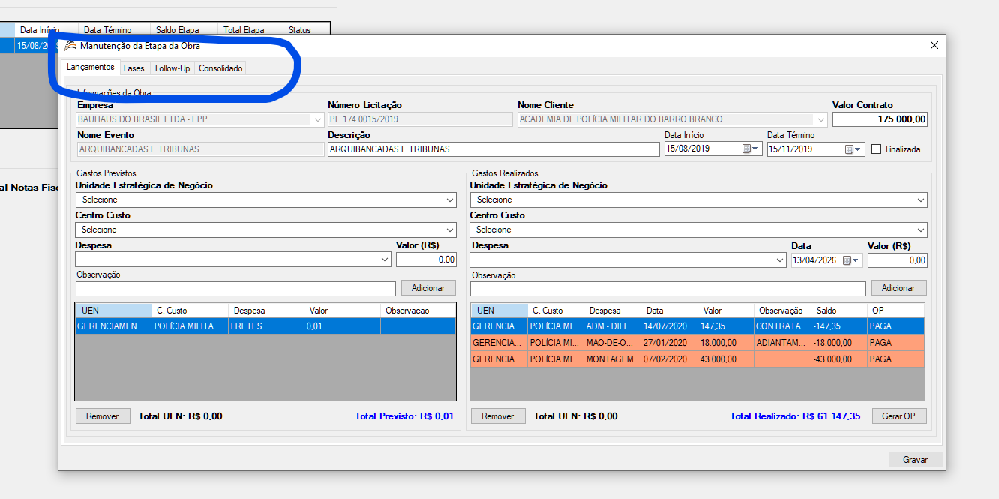 Data Início Data Término Saldo Etapa Total Etapa Status
15/08/2
Manutenção da Etapa da Obra
Lançamentos Fases Follow-Up Consolidado
Informações da Obra
Empresa Número Licitação Nome Cliente Valor Contrato
BAUHAUS DO BRASIL LTDA - EPP PE 174.0015/2019 ACADEMIA DE POLÍCIA MILITAR DO BARRO BRANCO 175.000,00
Nome Evento Descrição Data Início Data Término
ARQUIBANCADAS E TRIBUNAS ARQUIBANCADAS E TRIBUNAS 15/08/2019 15/11/2019 Finalizada
al Notas Fisc
Gastos Previstos Gastos Realizados
Unidade Estratégica de Negócio Unidade Estratégica de Negócio
--Selecione-- --Selecione--
Centro Custo Centro Custo
--Selecione-- --Selecione--
Despesa Valor (R$) Despesa Data Valor (R$)
0,00 13/04/2026 0,00
Observação Observação
Adicionar Adicionar
UEN C. Custo Despesa Valor Observacao UEN C. Custo Despesa Data Valor Observação Saldo OP
GERENCIAMEN... POLÍCIA MILITA... FRETES 0,01 GERENCIA... POLÍCIA MI... ADM - DILI... 14/07/2020 147,35 CONTRATA... -147,35 PAGA
GERENCIA... POLÍCIA MI... MAO-DE-O... 27/01/2020 18.000,00 ADIANTAM... -18.000,00 PAGA
GERENCIA... POLÍCIA MI... MONTAGEM 07/02/2020 43.000,00 -43.000,00 PAGA
Remover Total UEN: R$ 0,00 Total Previsto: R$ 0,01 Remover Total UEN: R$ 0,00 Total Realizado: R$ 61.147,35 Gerar OP
Gravar